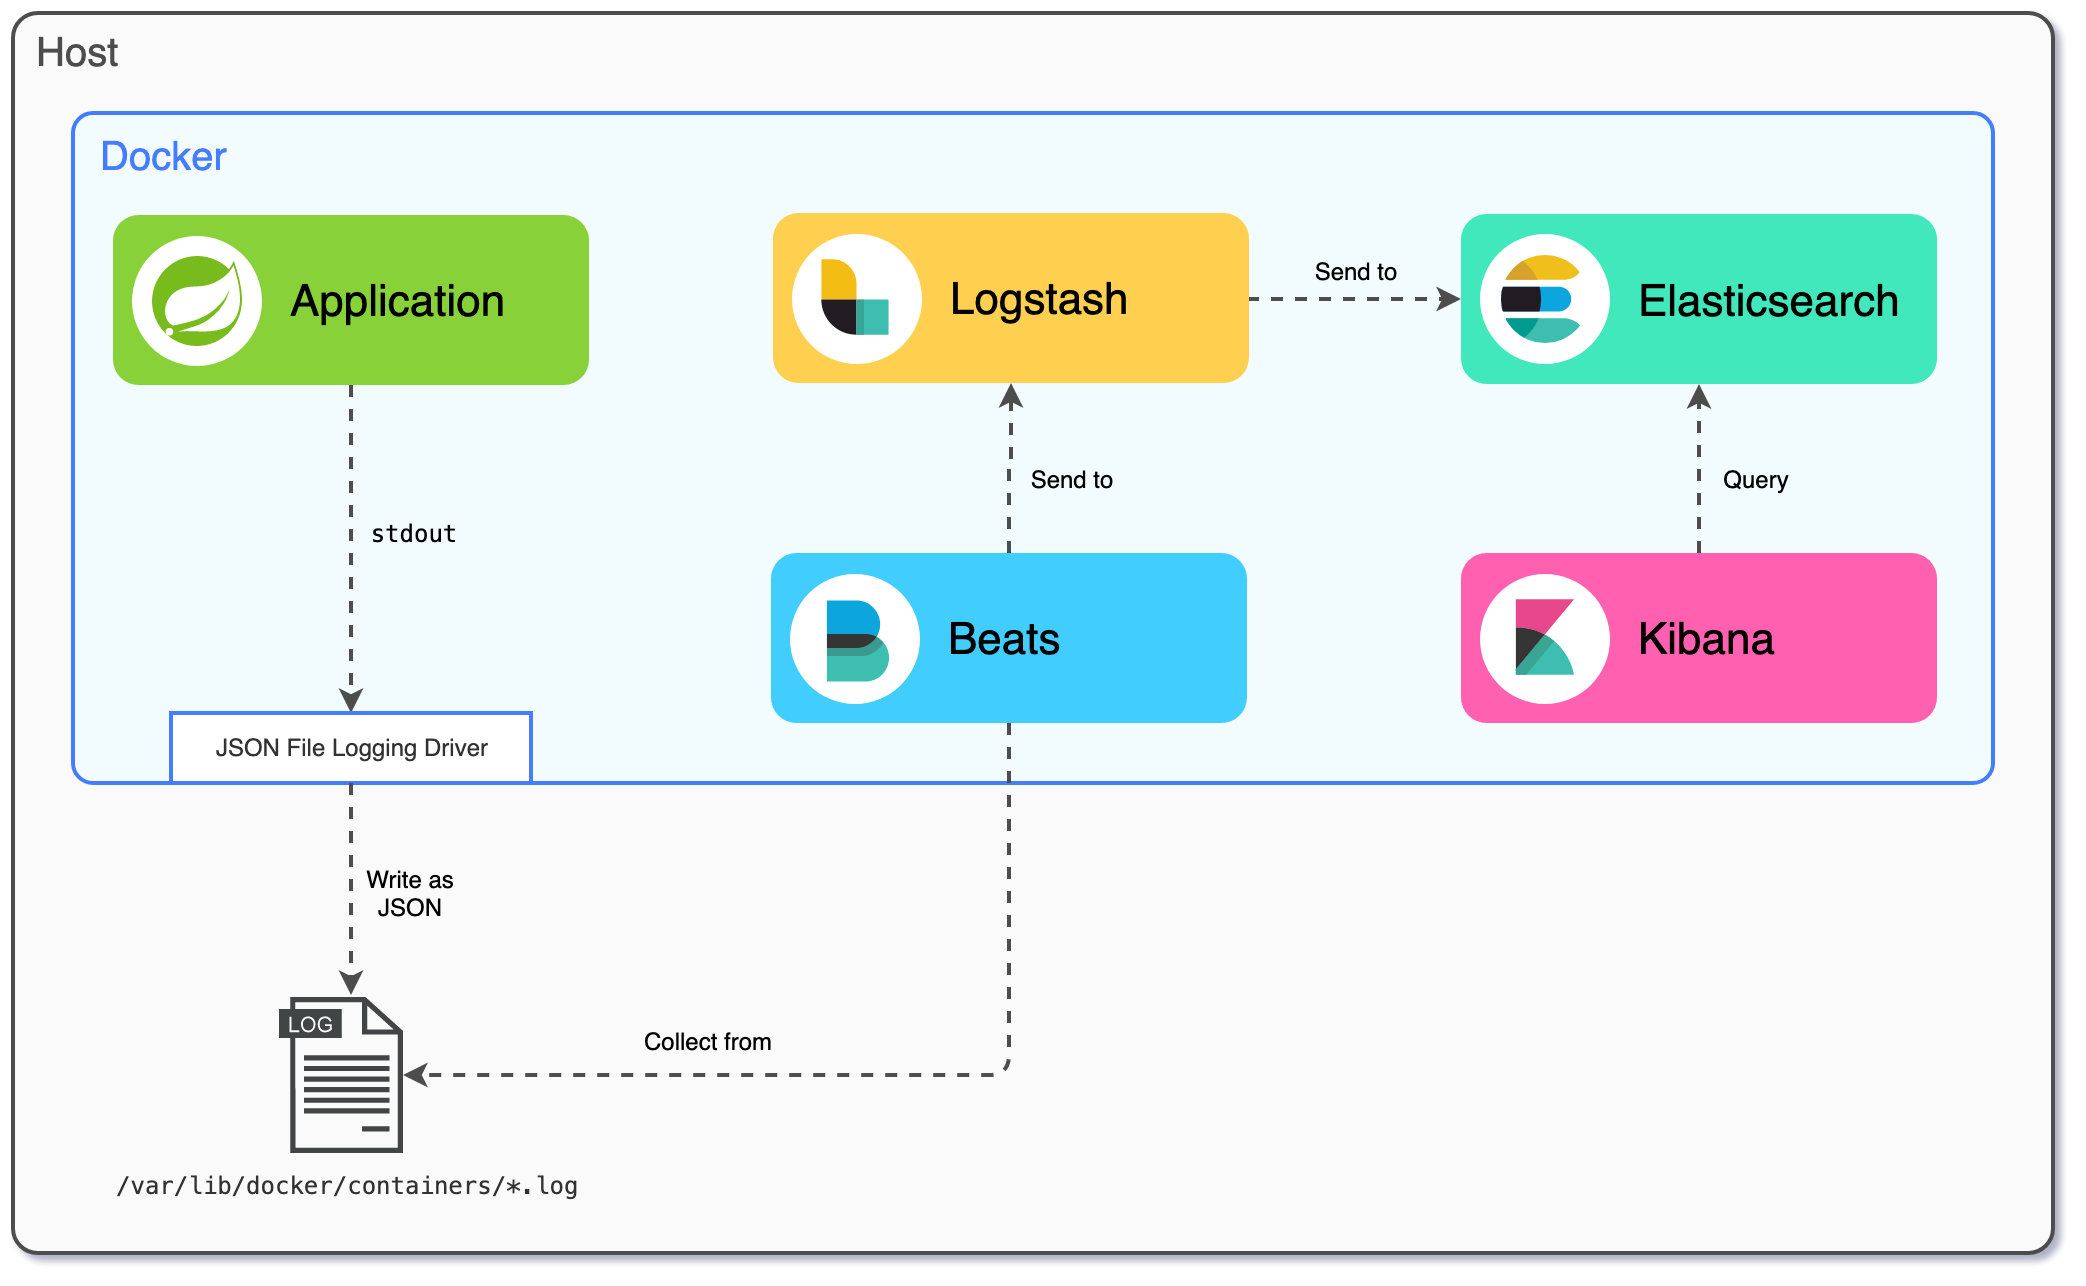 Host
Docker
Application
Logstash
Send to
Elasticsearch
stdout
Send to
Query
Beats
Kibana
JSON File Logging Driver
Write as
JSON
LOG
Collect from
/var/lib/docker/containers/*.log